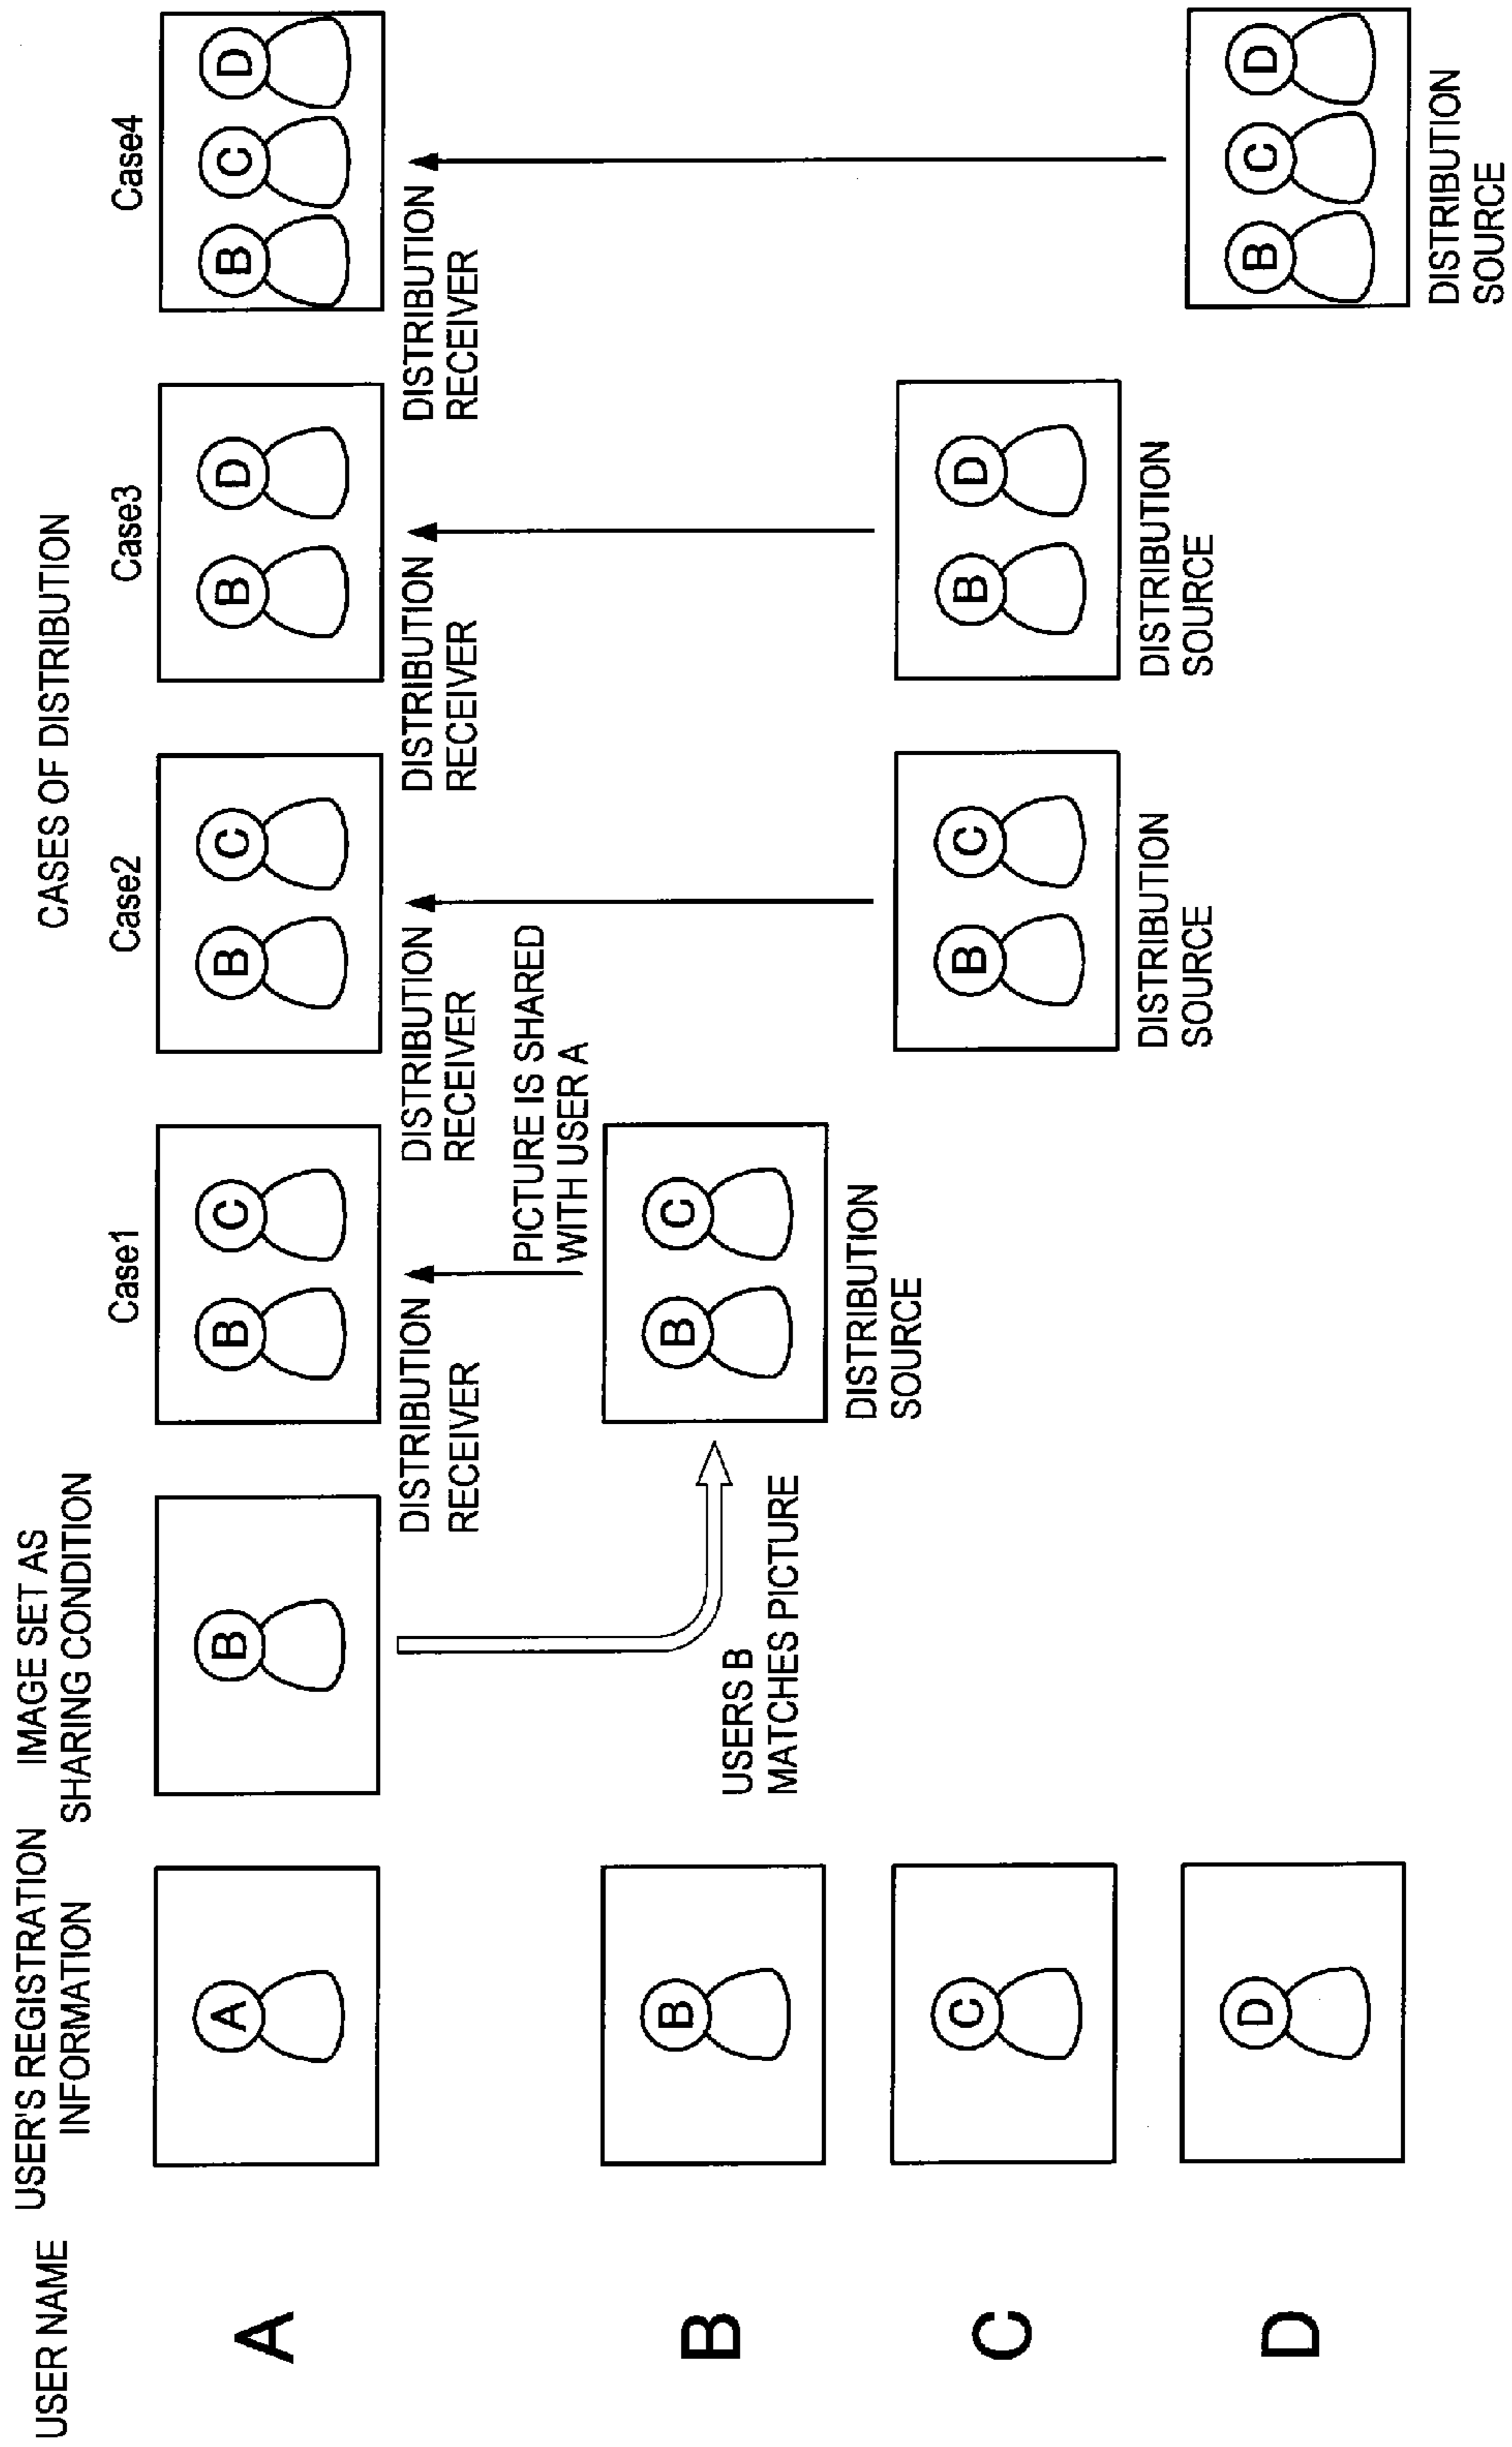 CASES OF DISTRIBUTION
USER NAME
USER'S REGISTRATION
INFORMATION
IMAGE SET AS
SHARING CONDITION
Case1
Case2
Case3
Case4
A
A
B
B
C
B
C
B
D
B
C
D
DISTRIBUTION
RECEIVER
DISTRIBUTION
RECEIVER
DISTRIBUTION
RECEIVER
DISTRIBUTION
RECEIVER
PICTURE IS SHARED
WITH USER A
USERS B
MATCHES PICTURE
B
B
B
C
DISTRIBUTION
SOURCE
C
C
B
C
DISTRIBUTION
SOURCE
B
D
DISTRIBUTION
SOURCE
D
D
B
C
D
DISTRIBUTION
SOURCE